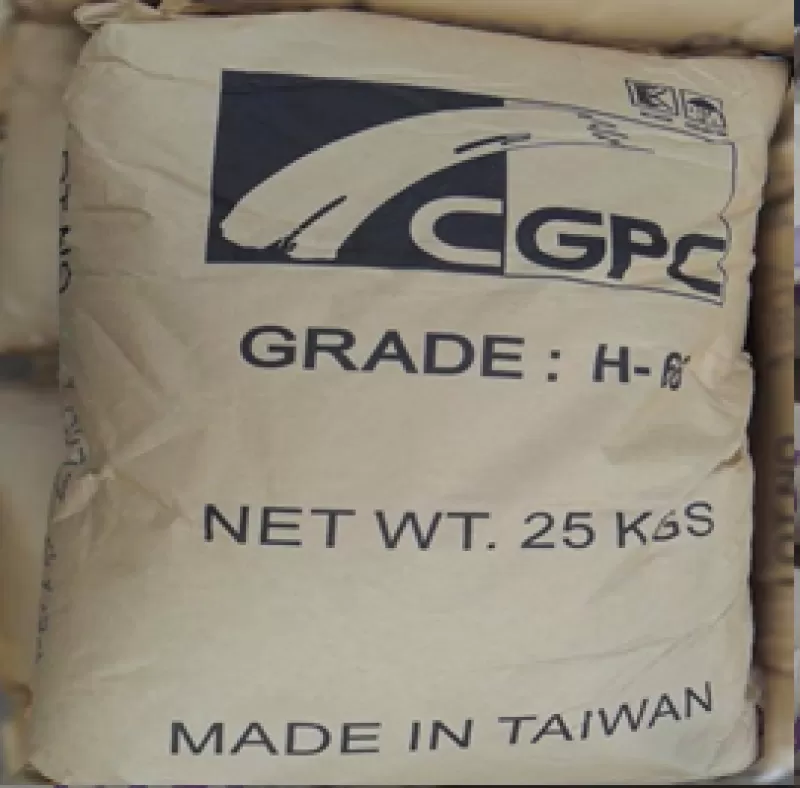 CGPC
GRADE : H-
NET WT. 25 KGS
MADE IN TAIWAN